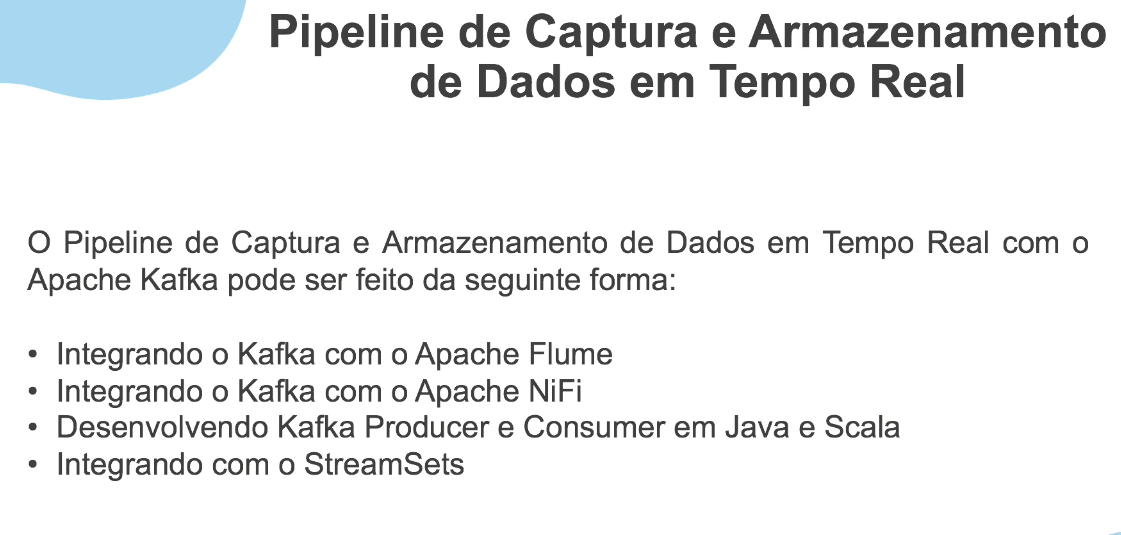 Pipeline de Captura e Armazenamento
de Dados em Tempo Real
O Pipeline de Captura e Armazenamento de Dados em Tempo Real com o
Apache Kafka pode ser feito da seguinte forma:
• Integrando o Kafka com o Apache Flume
• Integrando o Kafka com o Apache NiFi
• Desenvolvendo Kafka Producer e Consumer em Java e Scala
• Integrando com o StreamSets